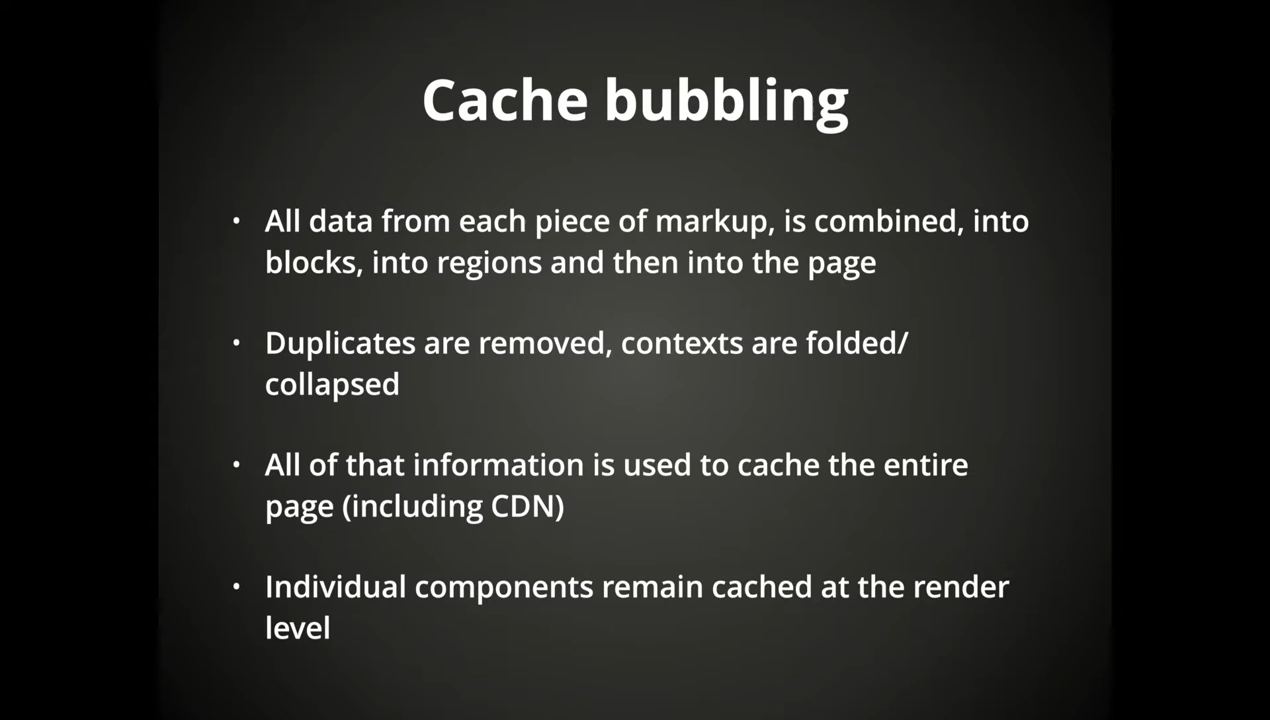 Cache bubbling
• All data from each piece of markup, is combined, into
blocks, into regions and then into the page
• Duplicates are removed, contexts are folded/
collapsed
• All of that information is used to cache the entire
page (including CDN)
• Individual components remain cached at the render
level